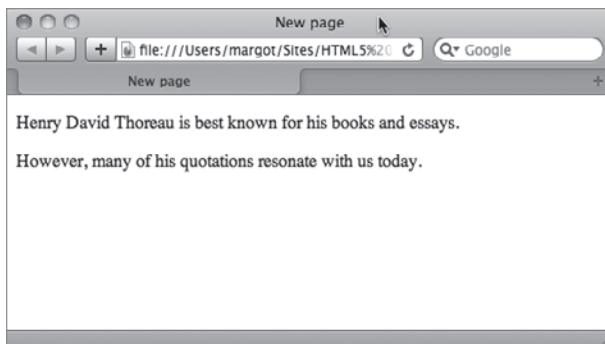 New page
file:///Users/margot/Sites/HTML5%20
Google
New page
Henry David Thoreau is best known for his books and essays.
However, many of his quotations resonate with us today.